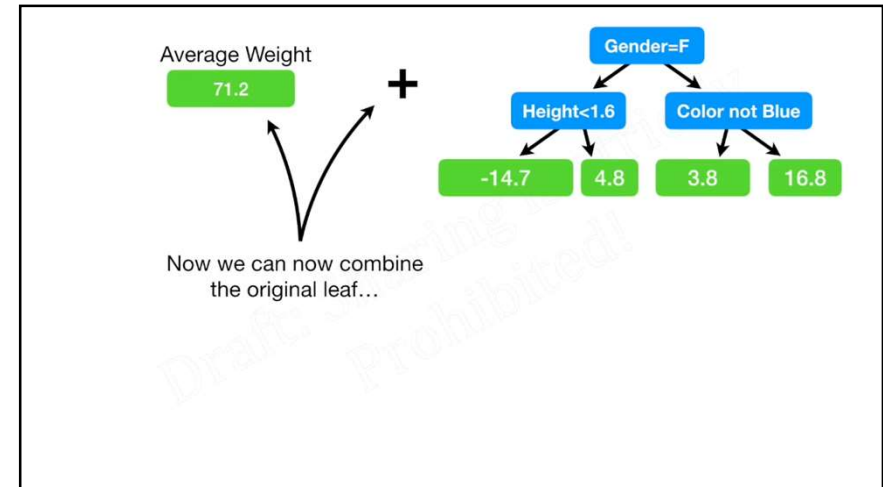 Average Weight
71.2
+
Gender=F
Height<1.6
Color not Blue
-14.7
4.8
3.8
16.8
Now we can now combine
the original leaf…
Prohibited!